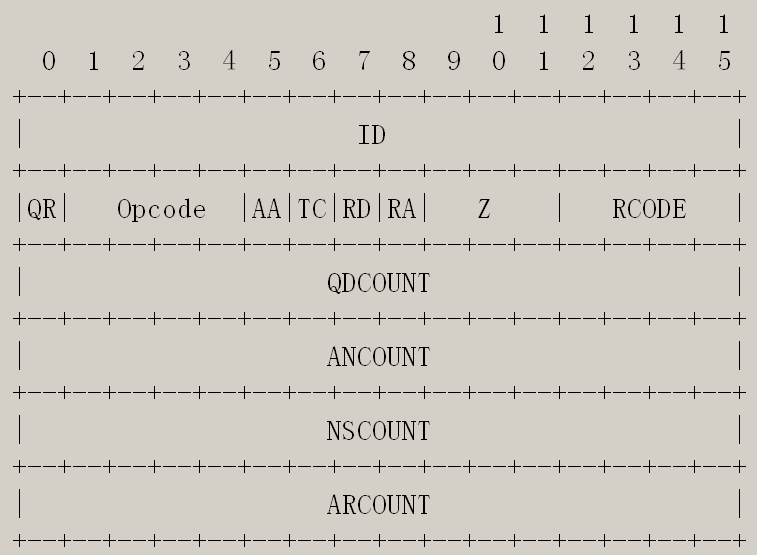 1 1 1 1 1 1
0 1 2 3 4 5 6 7 8 9 0 1 2 3 4 5
+--+--+--+--+--+--+--+--+--+--+--+--+--+--+--+--+
| ID |
+--+--+--+--+--+--+--+--+--+--+--+--+--+--+--+--+
|QR| Opcode |AA|TC|RD|RA| Z | RCODE |
+--+--+--+--+--+--+--+--+--+--+--+--+--+--+--+--+
| QDCOUNT |
+--+--+--+--+--+--+--+--+--+--+--+--+--+--+--+--+
| ANCOUNT |
+--+--+--+--+--+--+--+--+--+--+--+--+--+--+--+--+
| NSCOUNT |
+--+--+--+--+--+--+--+--+--+--+--+--+--+--+--+--+
| ARCOUNT |
+--+--+--+--+--+--+--+--+--+--+--+--+--+--+--+--+